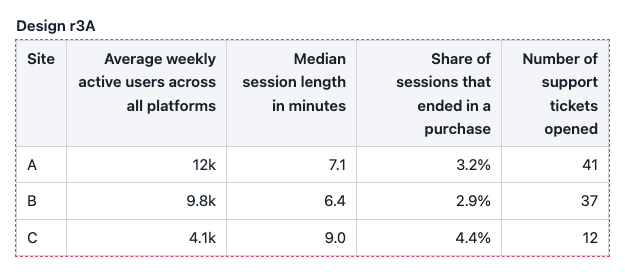 Design r3A
Site Average weekly Median Share of Number of
active users across session length sessions that support
all platforms in minutes ended in a tickets
purchase opened
A 12k 7.1 3.2% 41
B 9.8k 6.4 2.9% 37
C 4.1k 9.0 4.4% 12